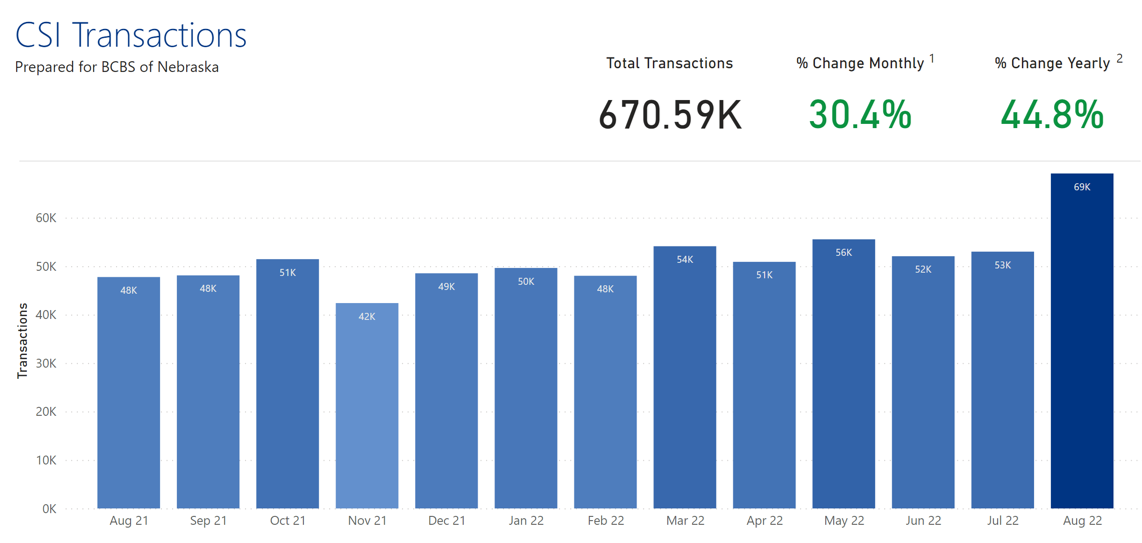 CSI Transactions
Prepared for BCBS of Nebraska
Total Transactions
% Change Monthly 1
% Change Yearly 2
670.59K
30.4%
44.8%
Transactions
60K
50K
40K
30K
20K
10K
0K
48K
48K
51K
42K
49K
50K
48K
54K
51K
56K
52K
53K
69K
Aug 21
Sep 21
Oct 21
Nov 21
Dec 21
Jan 22
Feb 22
Mar 22
Apr 22
May 22
Jun 22
Jul 22
Aug 22